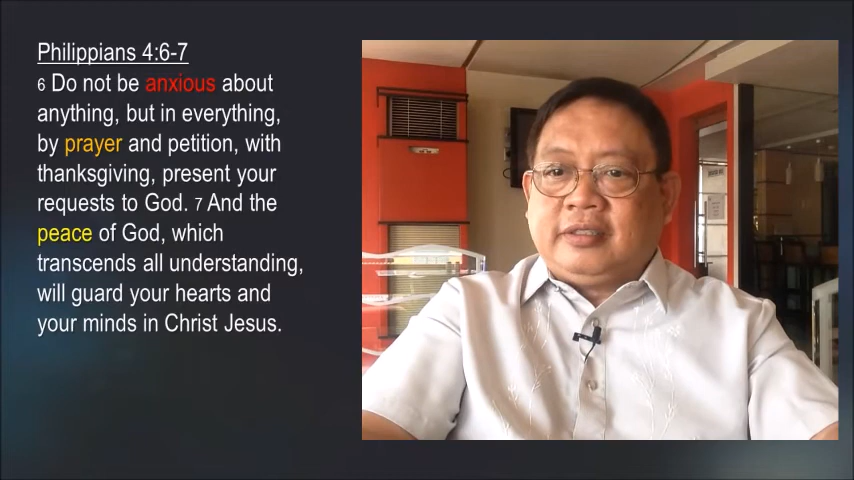 Philippians 4:6-7
6 Do not be anxious about
anything, but in everything,
by prayer and petition, with
thanksgiving, present your
requests to God. 7 And the
peace of God, which
transcends all understanding,
will guard your hearts and
your minds in Christ Jesus.